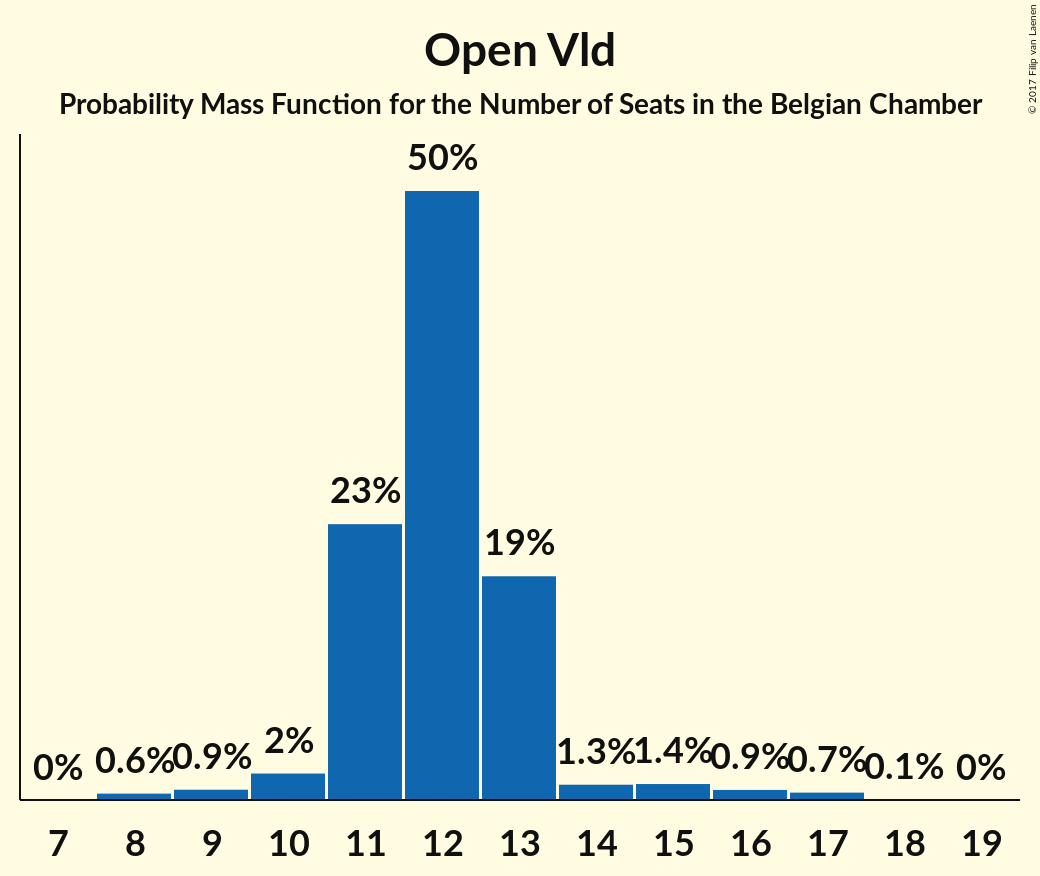 Open Vld
Probability Mass Function for the Number of Seats in the Belgian Chamber
© 2017 Filip van Laenen
50%
23%
19%
0% 0.6% 0.9% 2% 1.3% 1.4% 0.9% 0.7% 0.1% 0%
7 8 9 10 11 12 13 14 15 16 17 18 19